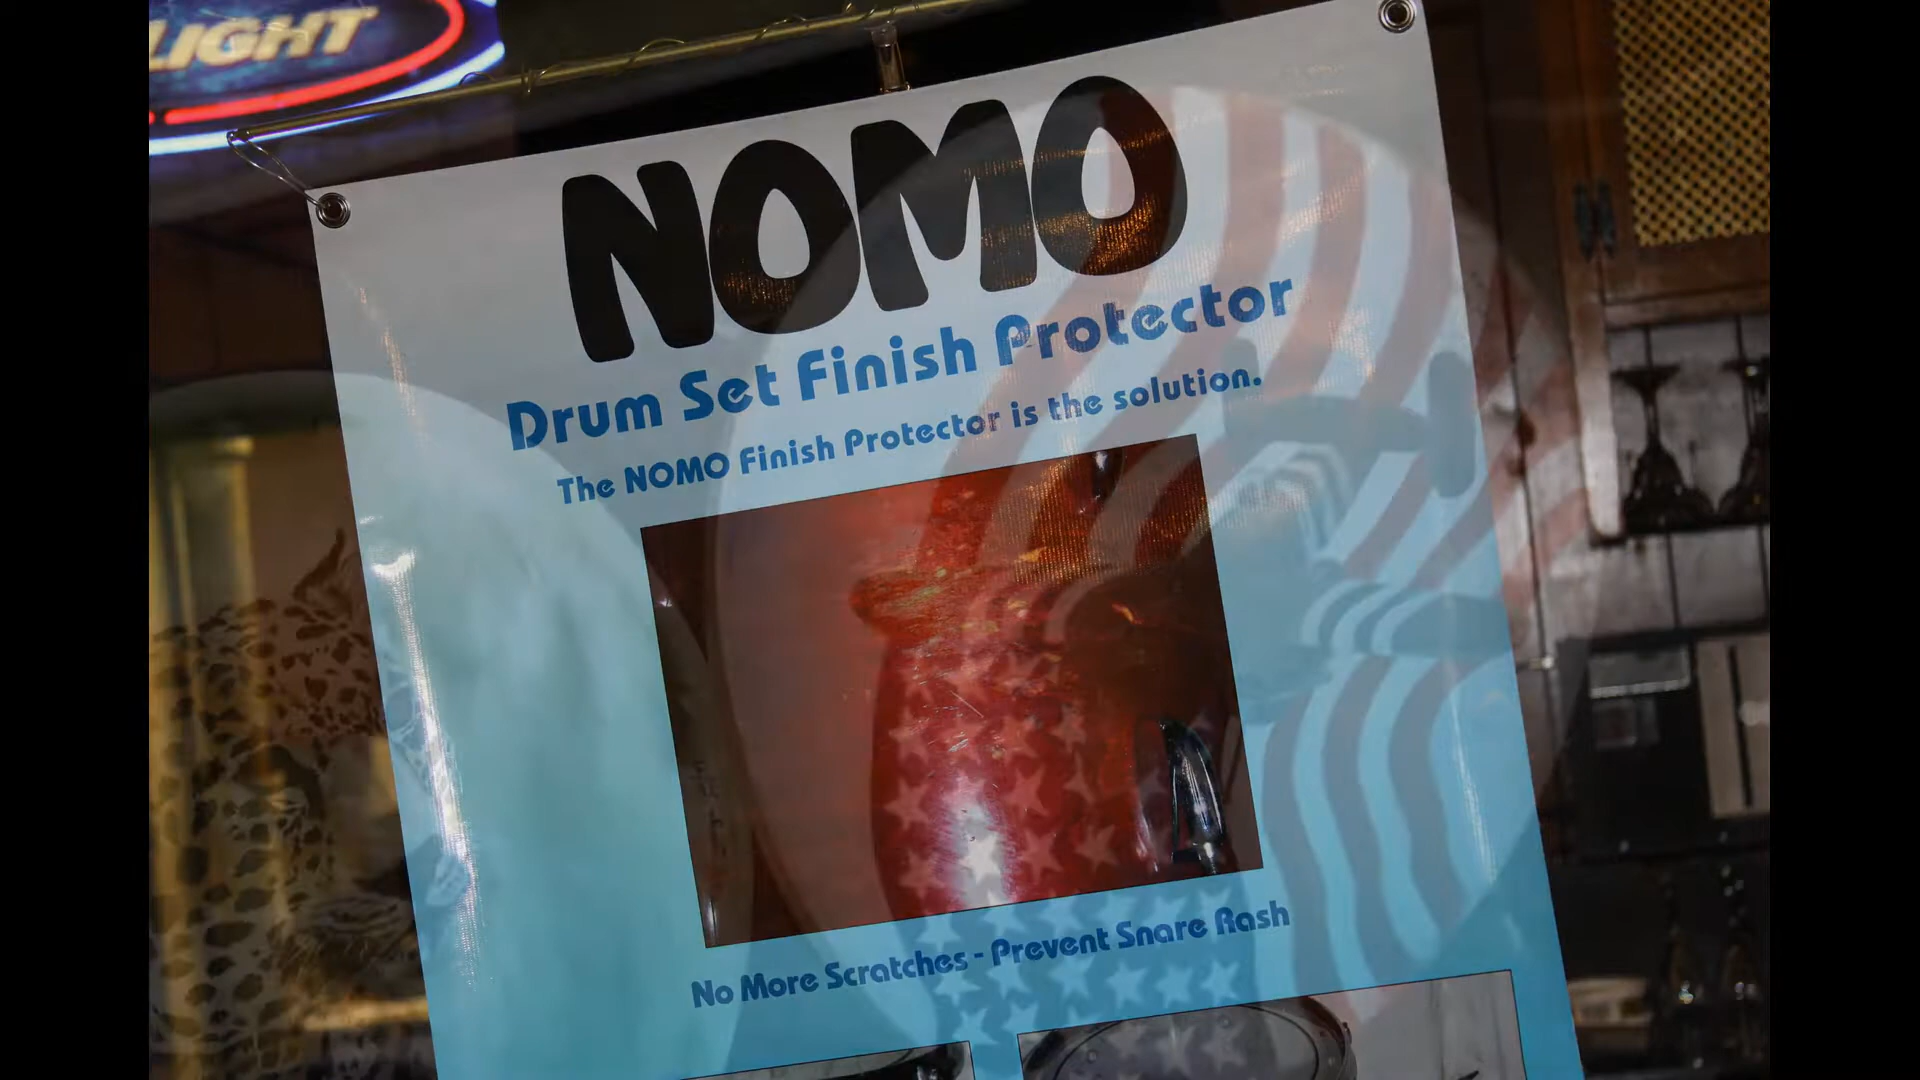 LIGHT
NOMO
Drum Set Finish Protector
The NOMO Finish Protector is the solution.
No More Scratches - Prevent Snare Rash